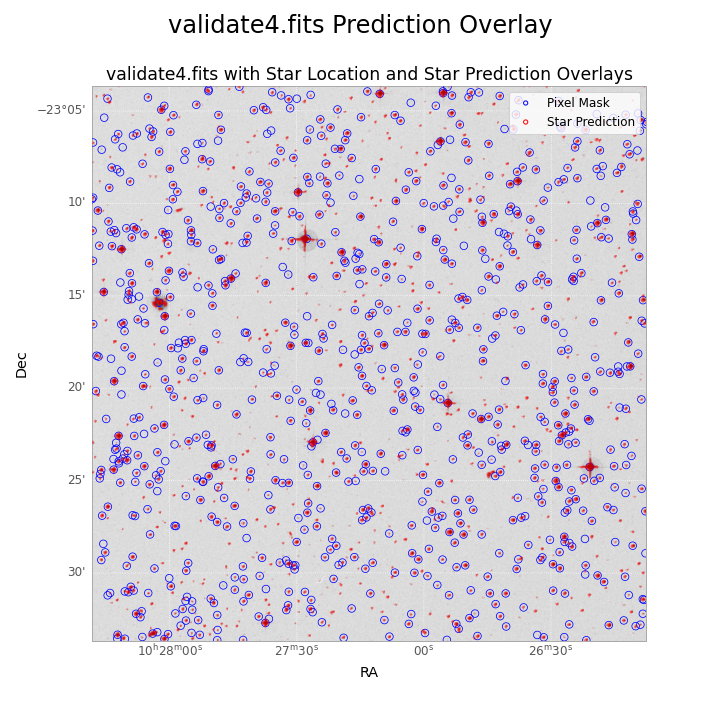 validate4.fits Prediction Overlay
validate4.fits with Star Location and Star Prediction Overlays
Pixel Mask
Star Prediction
−23°05'
10'
15'
20'
25'
30'
Dec
10ʰ28ᵐ00ˢ
27ᵐ30ˢ
00ˢ
26ᵐ30ˢ
RA